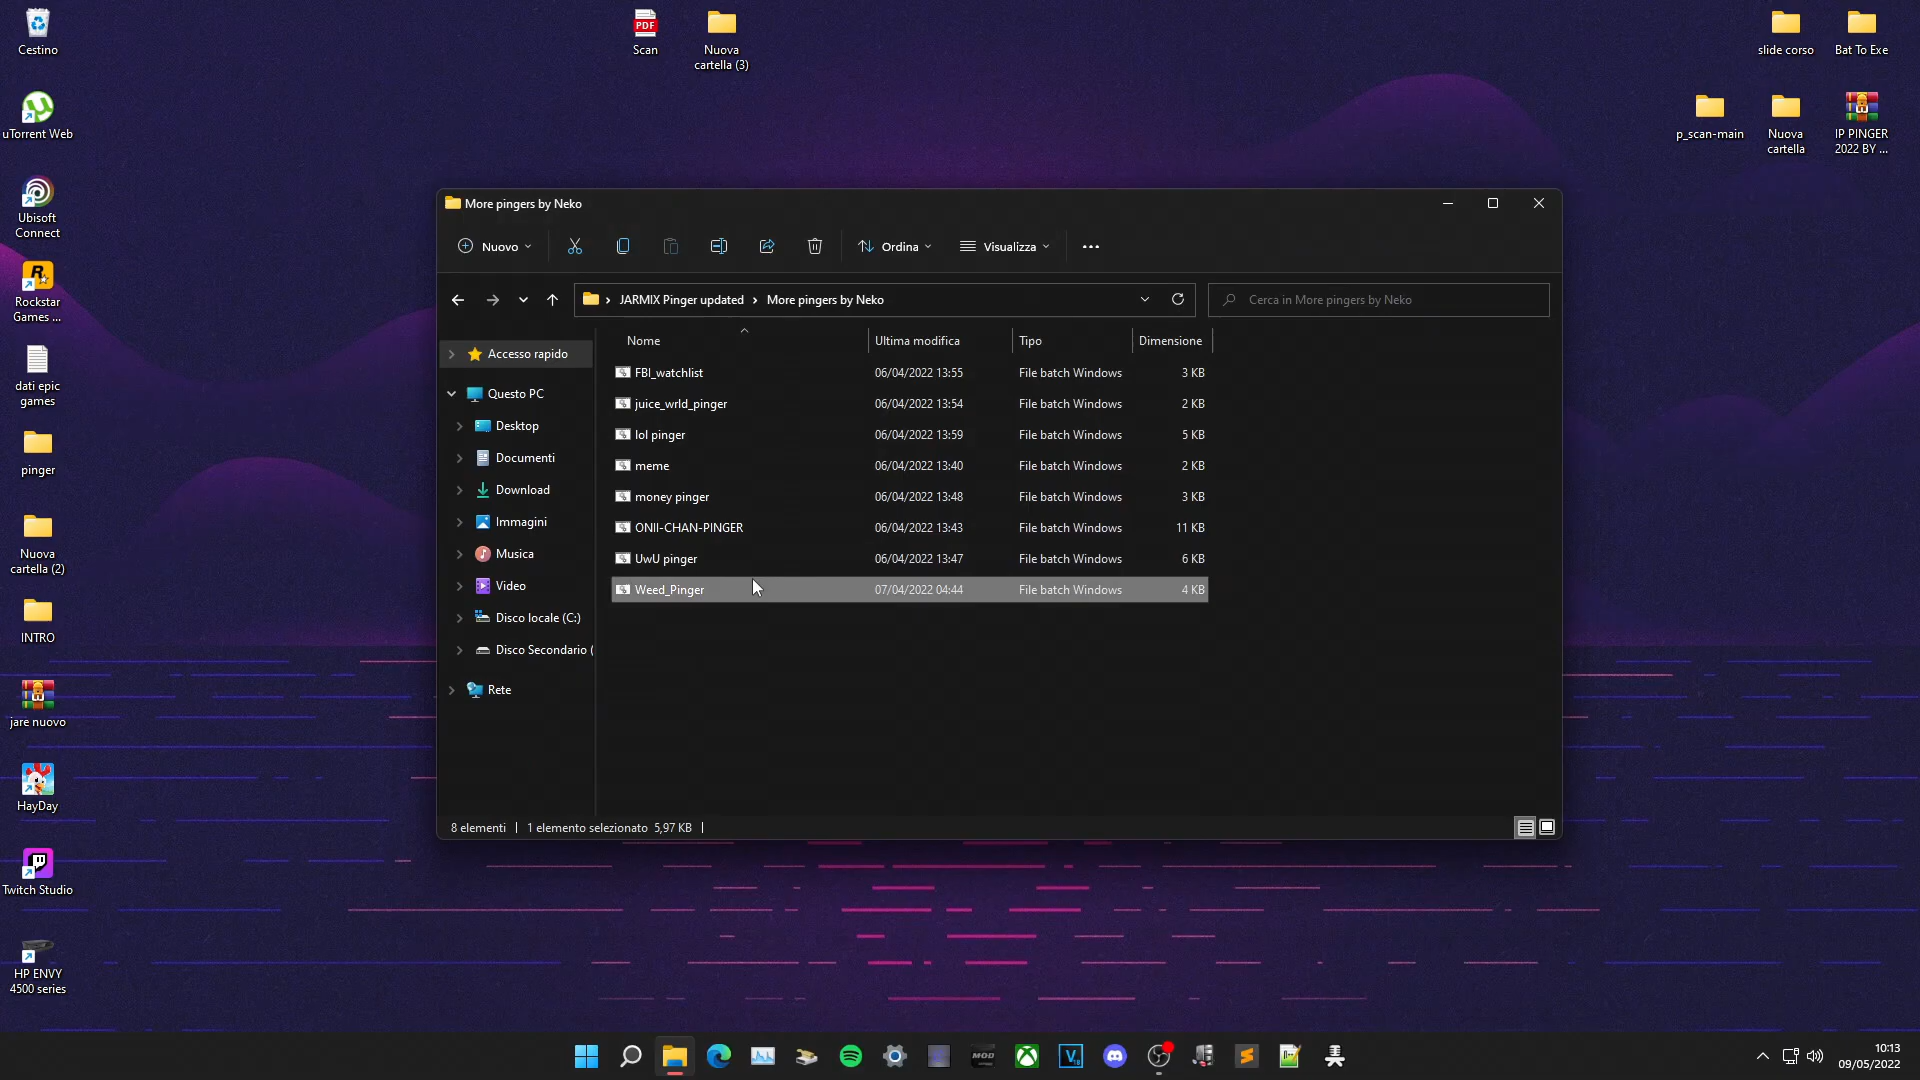 Cestino
uTorrent Web
Ubisoft
Connect
Rockstar
Games ...
dati epic
games
pinger
Nuova
cartella (2)
INTRO
jare nuovo
HayDay
Twitch Studio
HP ENVY
4500 series
PDF
Scan
Nuova
cartella (3)
slide corso
Bat To Exe
p_scan-main
Nuova
cartella
IP PINGER
2022 BY ...
More pingers by Neko
Nuovo
Ordina
Visualizza
JARMIX Pinger updated > More pingers by Neko
Cerca in More pingers by Neko
Accesso rapido
Questo PC
Desktop
Documenti
Download
Immagini
Musica
Video
Disco locale (C:)
Disco Secondario (
Rete
Nome Ultima modifica Tipo Dimensione
FBI_watchlist 06/04/2022 13:55 File batch Windows 3 KB
juice_wrld_pinger 06/04/2022 13:54 File batch Windows 2 KB
lol pinger 06/04/2022 13:59 File batch Windows 5 KB
meme 06/04/2022 13:40 File batch Windows 2 KB
money pinger 06/04/2022 13:48 File batch Windows 3 KB
ONII-CHAN-PINGER 06/04/2022 13:43 File batch Windows 11 KB
UwU pinger 06/04/2022 13:47 File batch Windows 6 KB
Weed_Pinger 07/04/2022 04:44 File batch Windows 4 KB
8 elementi | 1 elemento selezionato 5,97 KB |
MOD
10:13
09/05/2022